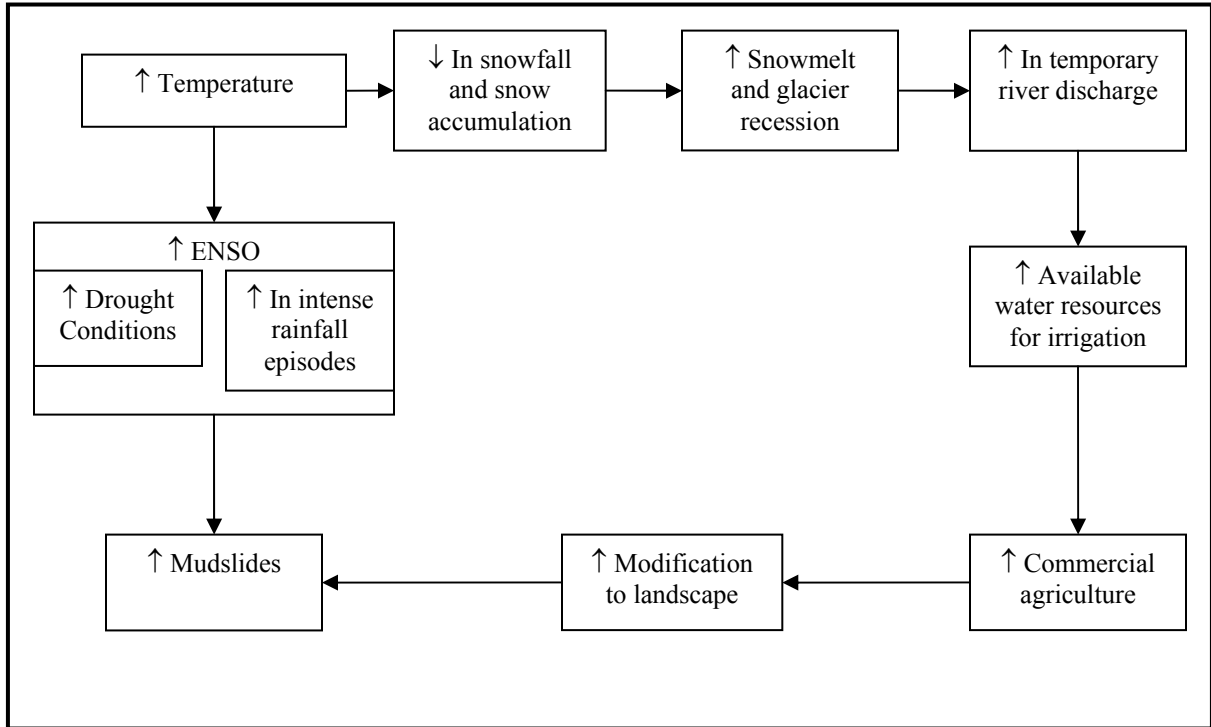 ↑ Temperature
↓ In snowfall
and snow
accumulation
↑ Snowmelt
and glacier
recession
↑ In temporary
river discharge
↑ ENSO
↑ Drought
Conditions
↑ In intense
rainfall
episodes
↑ Available
water resources
for irrigation
↑ Mudslides
↑ Modification
to landscape
↑ Commercial
agriculture